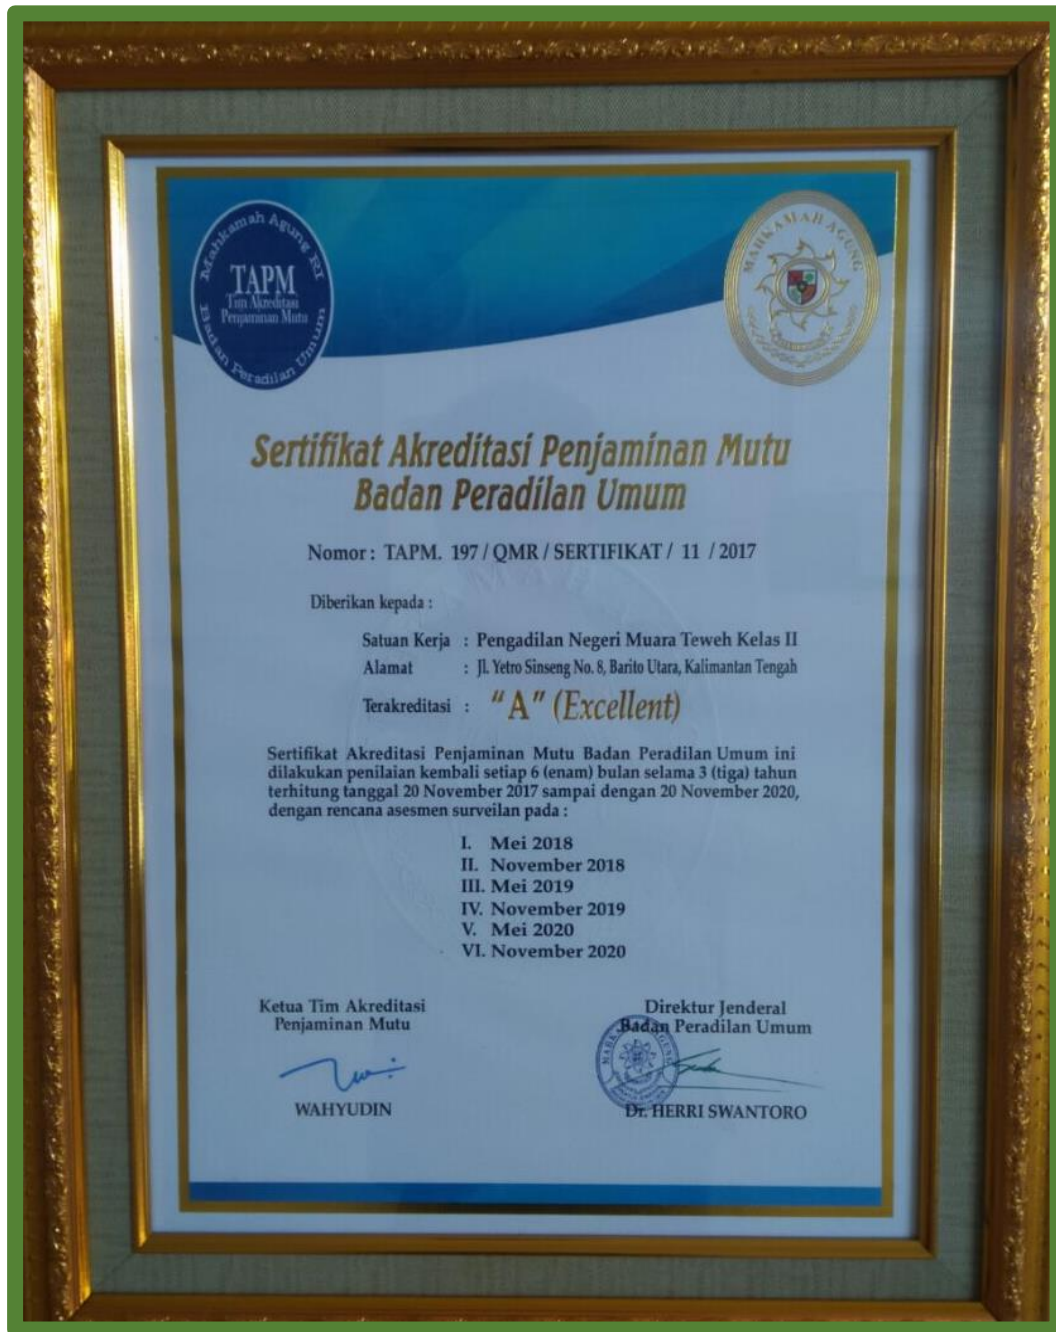 Mahkamah Agung RI
TAPM
Tim Akreditasi
Penjaminan Mutu
Badan Peradilan Umum
MAHKAMAH AGUNG
Sertifikat Akreditasi Penjaminan Mutu
Badan Peradilan Umum
Nomor : TAPM. 197 / QMR / SERTIFIKAT / 11 / 2017
Diberikan kepada :
Satuan Kerja : Pengadilan Negeri Muara Teweh Kelas II
Alamat : Jl. Yetro Sinseng No. 8, Barito Utara, Kalimantan Tengah
Terakreditasi : "A" (Excellent)
Sertifikat Akreditasi Penjaminan Mutu Badan Peradilan Umum ini
dilakukan penilaian kembali setiap 6 (enam) bulan selama 3 (tiga) tahun
terhitung tanggal 20 November 2017 sampai dengan 20 November 2020,
dengan rencana asesmen surveilan pada :
I. Mei 2018
II. November 2018
III. Mei 2019
IV. November 2019
V. Mei 2020
VI. November 2020
Ketua Tim Akreditasi
Penjaminan Mutu
WAHYUDIN
Direktur Jenderal
Badan Peradilan Umum
MAHKAMAH AGUNG
Dr. HERRI SWANTORO